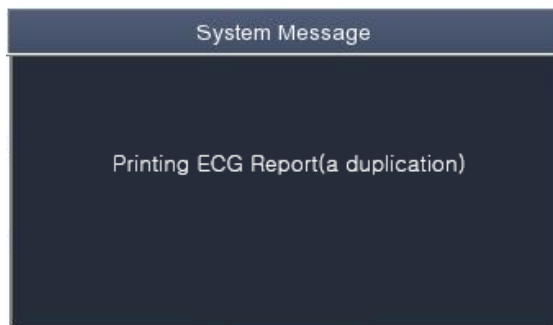 System Message
Printing ECG Report(a duplication)